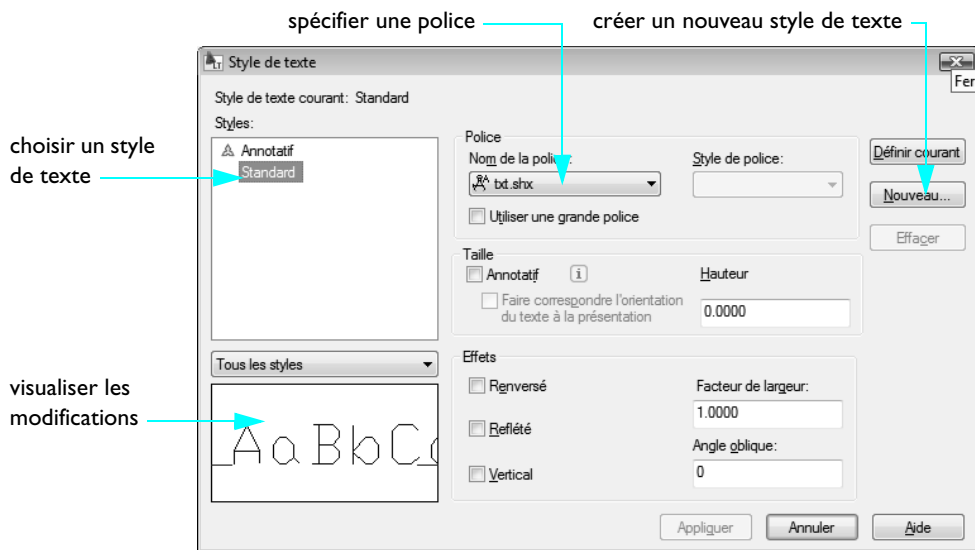 spécifier une police
créer un nouveau style de texte
LT Style de texte
Style de texte courant: Standard
Styles:
Annotatif
Standard
choisir un style
de texte
Police
Nom de la police:
txt.shx
Style de police:
Utiliser une grande police
Définir courant
Nouveau...
Effacer
Taille
Annotatif
i
Faire correspondre l'orientation
du texte à la présentation
Hauteur
0.0000
Tous les styles
visualiser les
modifications
AaBbC
Effets
Renversé
Reflété
Vertical
Facteur de largeur:
1.0000
Angle oblique:
0
Appliquer
Annuler
Aide